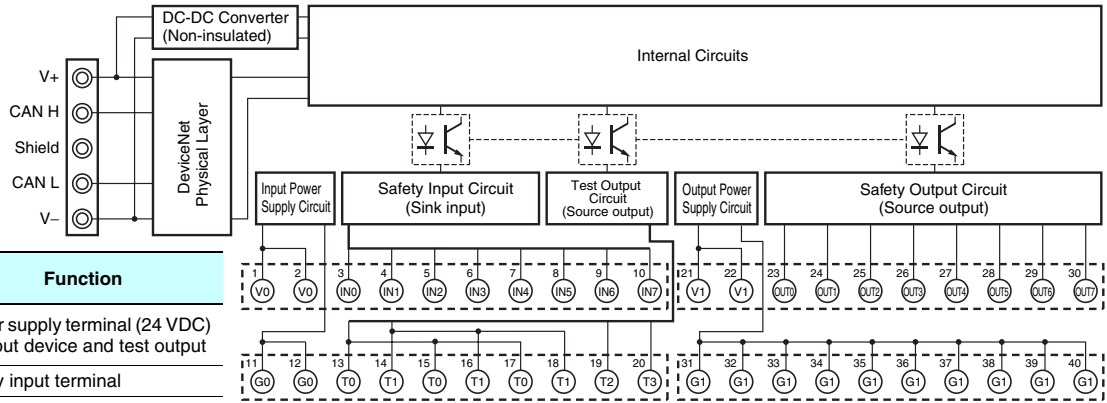 DC-DC Converter
(Non-insulated)
Internal Circuits
V+
CAN H
Shield
CAN L
V–
DeviceNet
Physical Layer
Input Power
Supply Circuit
Safety Input Circuit
(Sink input)
Test Output
Circuit
(Source output)
Output Power
Supply Circuit
Safety Output Circuit
(Source output)
1 2 3 4 5 6 7 8 9 10
V0 V0 IN0 IN1 IN2 IN3 IN4 IN5 IN6 IN7
21 22 23 24 25 26 27 28 29 30
V1 V1 OUT0 OUT1 OUT2 OUT3 OUT4 OUT5 OUT6 OUT7
11 12 13 14 15 16 17 18 19 20
G0 G0 T0 T1 T0 T1 T0 T1 T2 T3
31 32 33 34 35 36 37 38 39 40
G1 G1 G1 G1 G1 G1 G1 G1 G1 G1
Function
supply terminal (24 VDC)
device and test output
input terminal